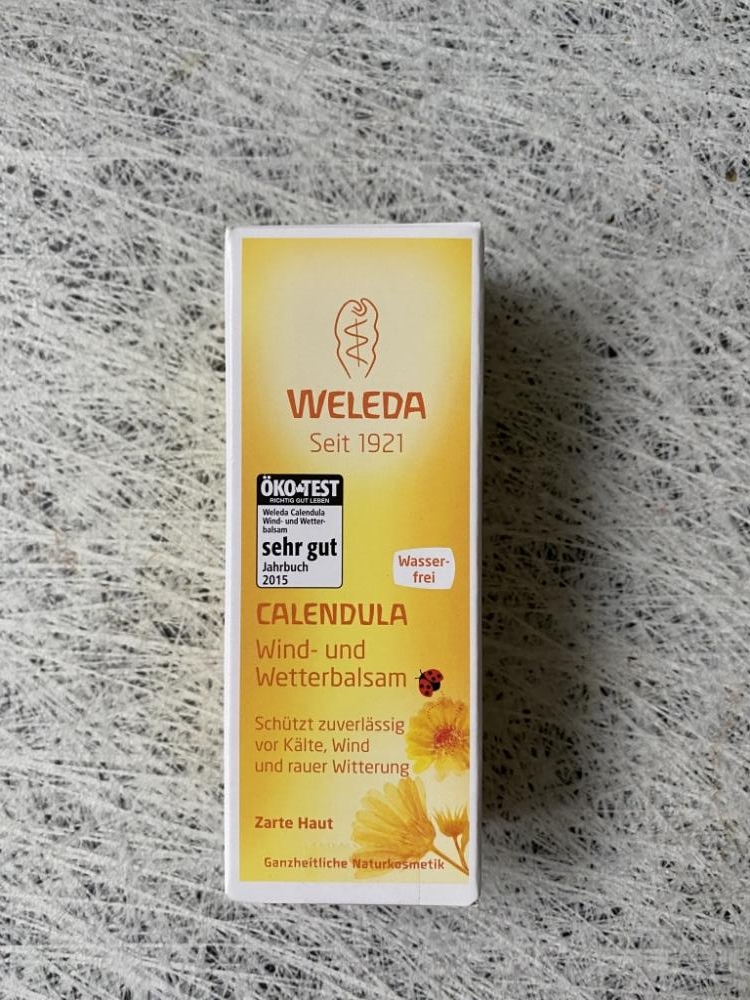 WELEDA
Seit 1921
ÖKO TEST
RICHTIG GUT LEBEN
Weleda Calendula
Wind- und Wetter-
balsam
sehr gut
Jahrbuch
2015
Wasser-
frei
CALENDULA
Wind- und
Wetterbalsam
Schützt zuverlässig
vor Kälte, Wind
und rauer Witterung
Zarte Haut
Ganzheitliche Naturkosmetik